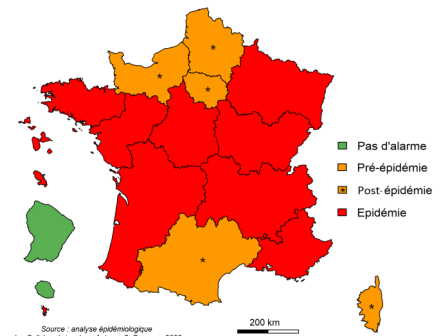 Pas d'alarme
Pré-épidémie
Post-épidémie
Epidémie
200 km
Source : analyse épidémiologique